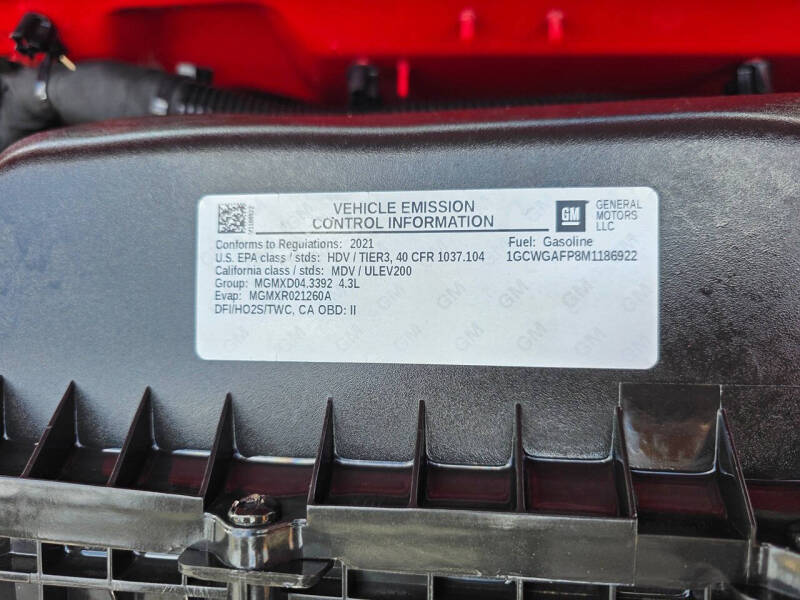 VEHICLE EMISSION
CONTROL INFORMATION
GM
GENERAL
MOTORS
LLC
Conforms to Regulations: 2021
Fuel: Gasoline
U.S. EPA class / stds: HDV / TIER3, 40 CFR 1037.104
1GCWGAFP8M1186922
California class / stds: MDV / ULEV200
Group: MGMXD04.3392 4.3L
Evap: MGMXR021260A
DFI/HO2S/TWC, CA OBD: II